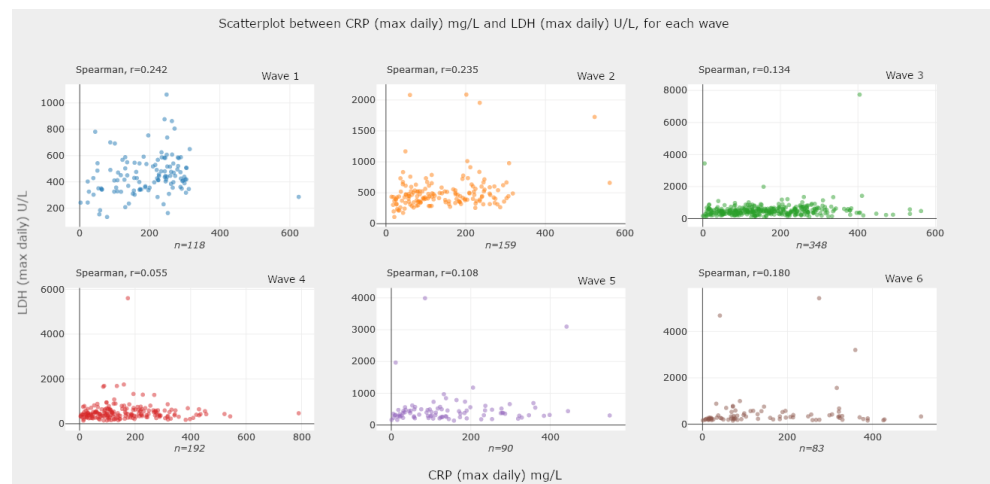 Scatterplot between CRP (max daily) mg/L and LDH (max daily) U/L, for each wave
Spearman, r=0.242
Wave 1
1000
800
600
400
200
0
200
400
600
n=118
Spearman, r=0.235
Wave 2
2000
1500
1000
500
0
0
200
400
600
n=159
Spearman, r=0.134
Wave 3
8000
6000
4000
2000
0
0
200
400
600
n=348
LDH (max daily) U/L
Spearman, r=0.055
Wave 4
6000
4000
2000
0
0
200
400
600
800
n=192
Spearman, r=0.108
Wave 5
4000
3000
2000
1000
0
0
200
400
n=90
Spearman, r=0.180
Wave 6
4000
2000
0
0
200
400
n=83
CRP (max daily) mg/L